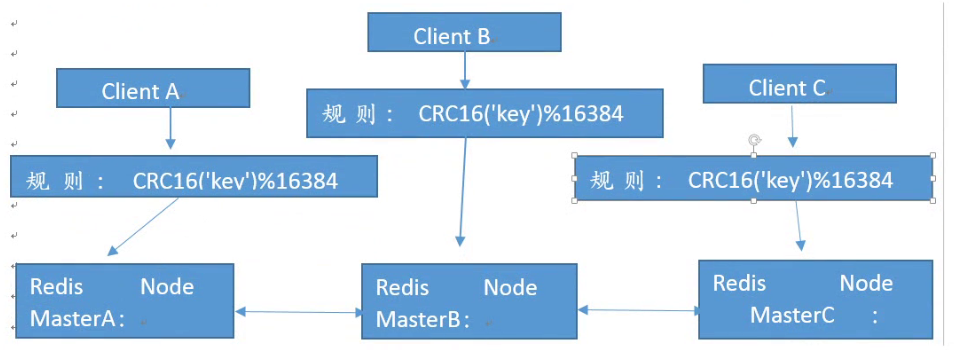 Client B
Client A
Client C
规 则： CRC16('key')%16384
规 则： CRC16('kev')%16384
规 则： CRC16('key')%16384
Redis Node
MasterA：
Redis Node
MasterB：
Redis Node
MasterC ：